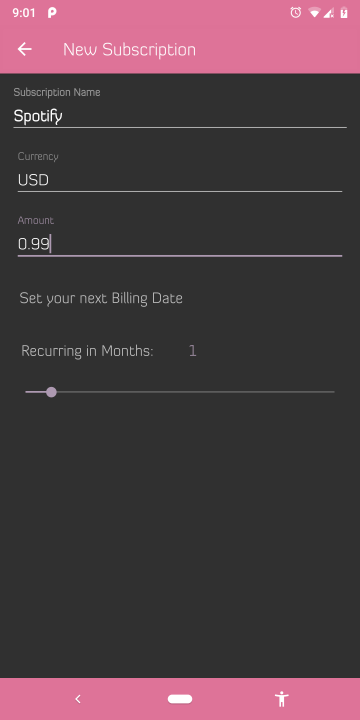 9:01
New Subscription
Subscription Name
Spotify
Currency
USD
Amount
0.99
Set your next Billing Date
Recurring in Months: 1